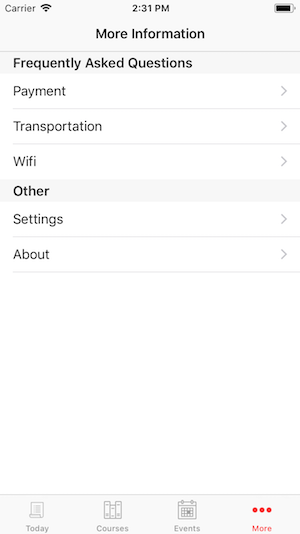 Carrier 2:31 PM
More Information
Frequently Asked Questions
Payment
Transportation
Wifi
Other
Settings
About
Today Courses Events More